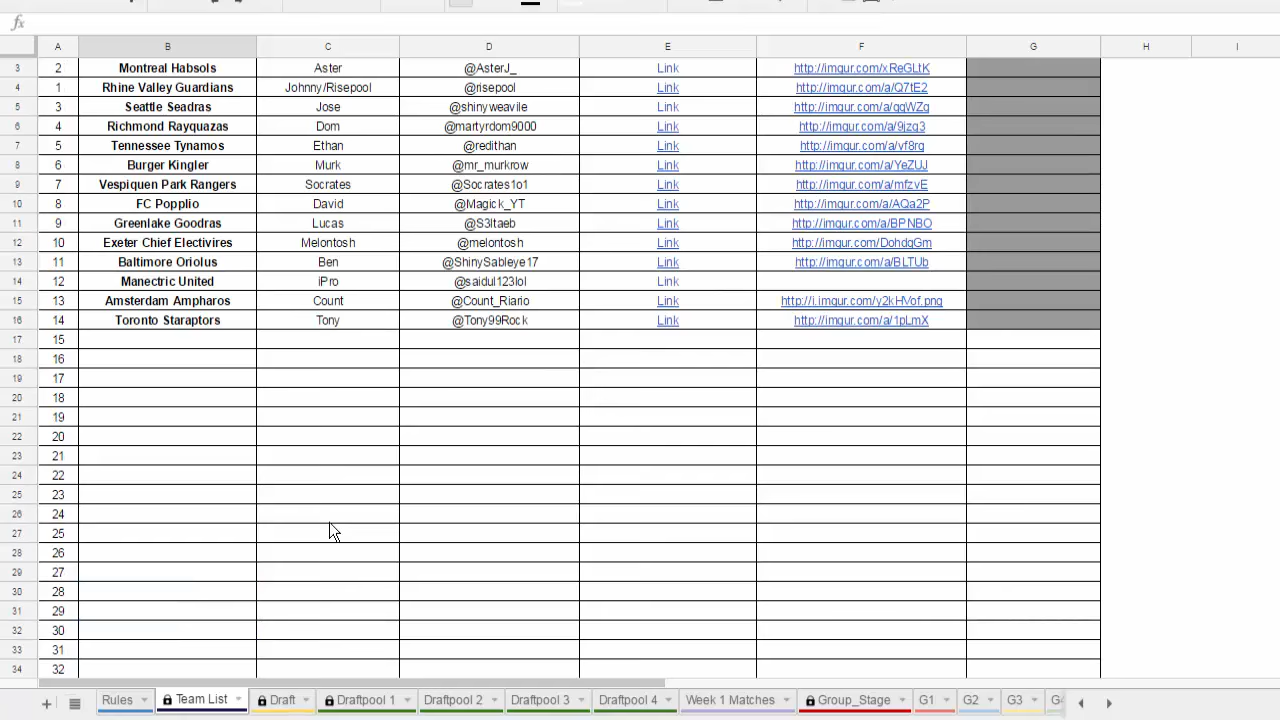 fx
A B C D E F G H I
3 2 Montreal Habsols Aster @AsterJ_ Link http://imgur.com/xReGLtK
4 1 Rhine Valley Guardians Johnny/Risepool @risepool Link http://imgur.com/a/Q7tE2
5 3 Seattle Seadras Jose @shinyweavile Link http://imgur.com/a/gqWZg
6 4 Richmond Rayquazas Dom @martyrdom9000 Link http://imgur.com/a/9jzg3
7 5 Tennessee Tynamos Ethan @redithan Link http://imgur.com/a/vf8rq
8 6 Burger Kingler Murk @mr_murkrow Link http://imgur.com/a/YeZUJ
9 7 Vespiquen Park Rangers Socrates @Socrates1o1 Link http://imgur.com/a/mfzvE
10 8 FC Popplio David @Magick_YT Link http://imgur.com/a/AQa2P
11 9 Greenlake Goodras Lucas @S3ltaeb Link http://imgur.com/a/BPNBO
12 10 Exeter Chief Electivires Melontosh @melontosh Link http://imgur.com/DohdqGm
13 11 Baltimore Oriolus Ben @ShinySableye17 Link http://imgur.com/a/BLTUb
14 12 Manectric United iPro @saidul123lol Link
15 13 Amsterdam Ampharos Count @Count_Riario Link http://i.imgur.com/y2kHVof.png
16 14 Toronto Staraptors Tony @Tony99Rock Link http://imgur.com/a/1pLmX
17 15
18 16
19 17
20 18
21 19
22 20
23 21
24 22
25 23
26 24
27 25
28 26
29 27
30 28
31 29
32 30
33 31
34 32
+ Rules Team List Draft Draftpool 1 Draftpool 2 Draftpool 3 Draftpool 4 Week 1 Matches Group_Stage G1 G2 G3